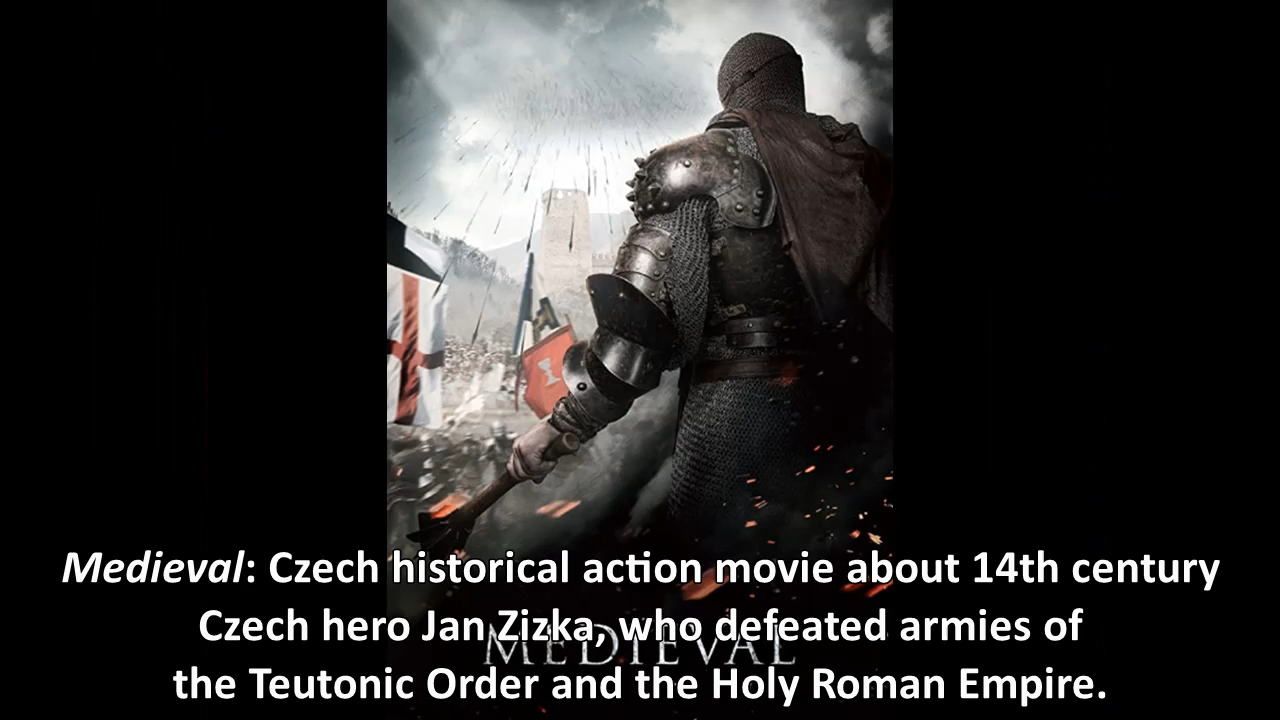 Medieval: Czech historical action movie about 14th century
Czech hero Jan Zizka, who defeated armies of
MEDIEVAL
the Teutonic Order and the Holy Roman Empire.